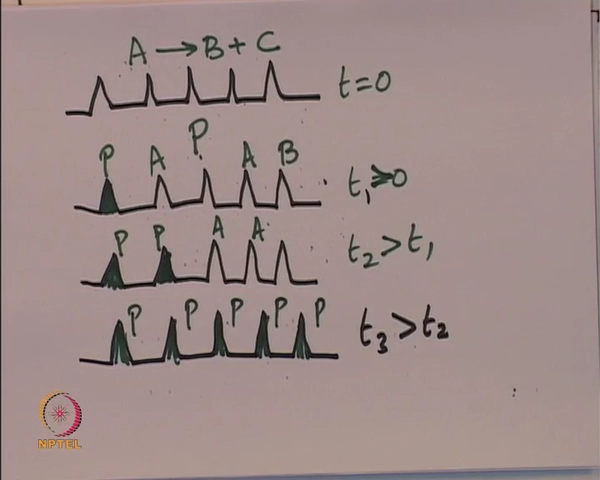 A → B + C
t = 0
P A P A B
t₁ ⩾ 0
P P A A
t₂ > t₁
P P P P P
t₃ > t₂
NPTEL